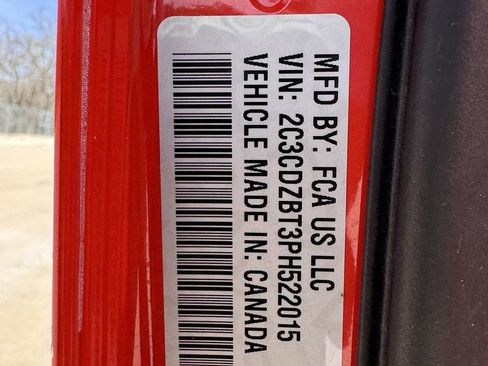 MFD BY: FCA US LLC
VIN: 2C3CDZBT3PH522015
VEHICLE MADE IN: CANADA